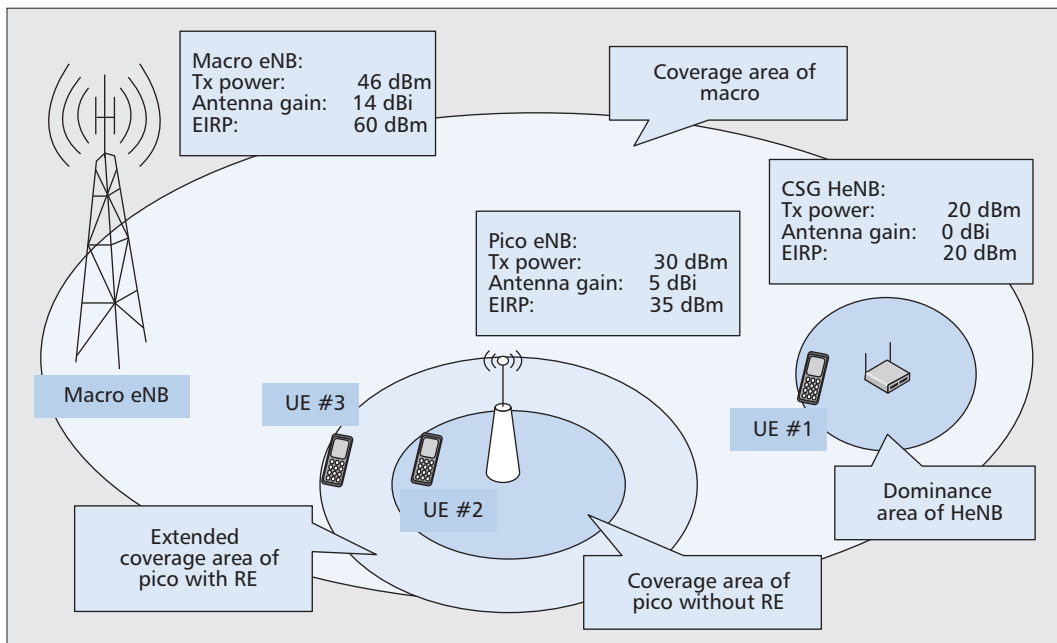 Macro eNB:
Tx power: 46 dBm
Antenna gain: 14 dBi
EIRP: 60 dBm
Coverage area of
macro
CSG HeNB:
Tx power: 20 dBm
Antenna gain: 0 dBi
EIRP: 20 dBm
Pico eNB:
Tx power: 30 dBm
Antenna gain: 5 dBi
EIRP: 35 dBm
Macro eNB
UE #3
UE #1
UE #2
Dominance
area of HeNB
Extended
coverage area of
pico with RE
Coverage area of
pico without RE